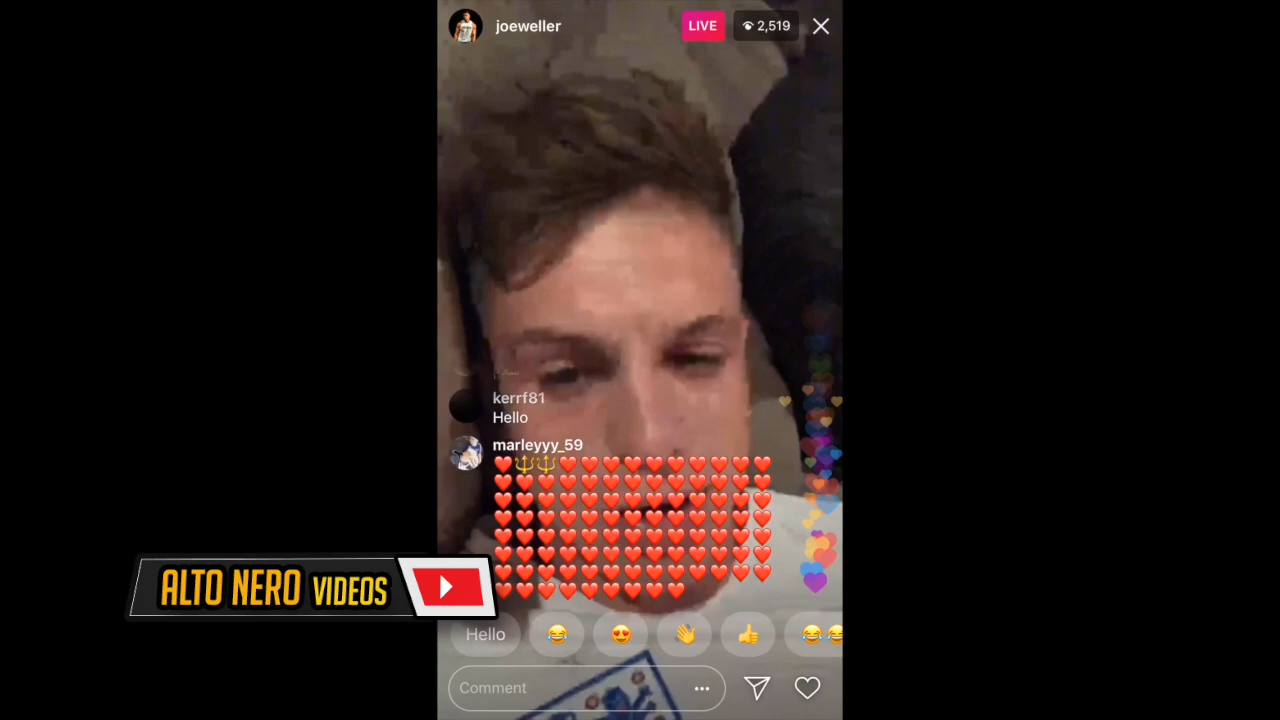 joeweller
LIVE
2,519
kerrf81
Hello
marleyyy_59
ALTO NERO VIDEOS
Hello
Comment